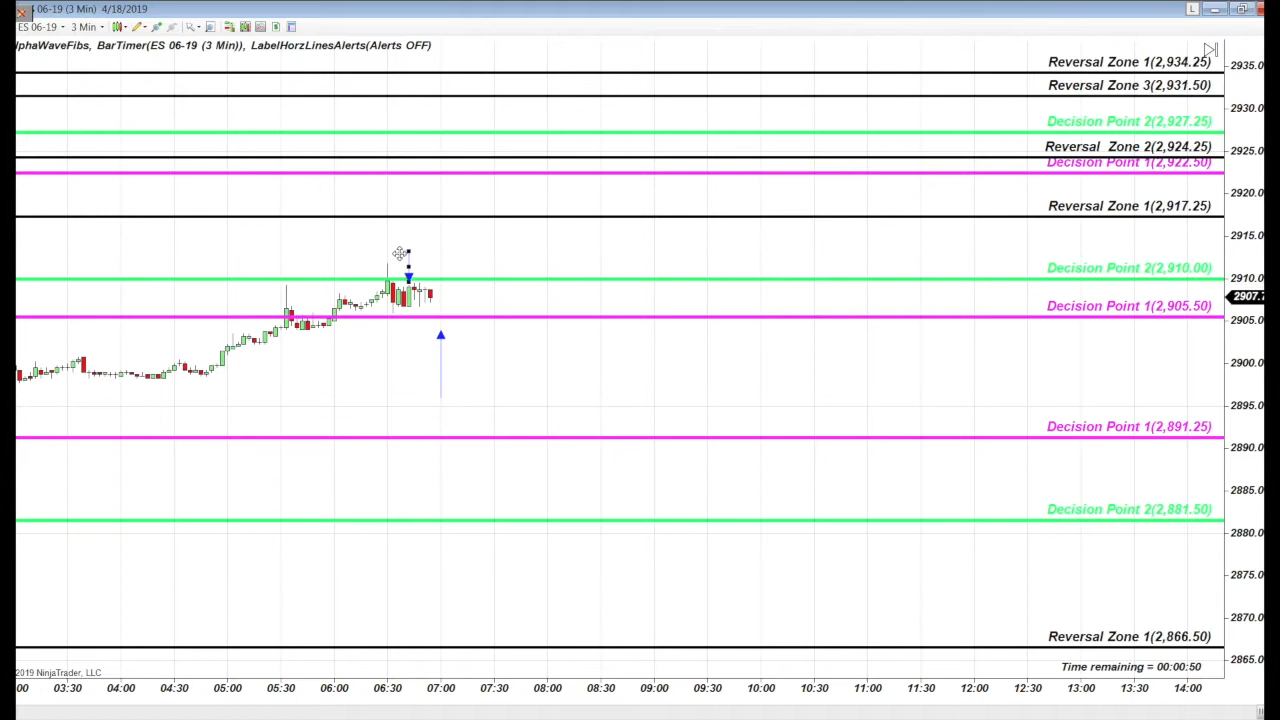 06-19 (3 Min) 4/18/2019
L
ES 06-19 3 Min
lphaWaveFibs, BarTimer(ES 06-19 (3 Min)), LabelHorzLinesAlerts(Alerts OFF)
Reversal Zone 1(2,934.25)
2935.0
Reversal Zone 3(2,931.50)
2930.0
Decision Point 2(2,927.25)
Reversal Zone 2(2,924.25)
2925.0
Decision Point 1(2,922.50)
2920.0
Reversal Zone 1(2,917.25)
2915.0
Decision Point 2(2,910.00)
2910.0
2907.7
Decision Point 1(2,905.50)
2905.0
2900.0
2895.0
Decision Point 1(2,891.25)
2890.0
2885.0
Decision Point 2(2,881.50)
2880.0
2875.0
2870.0
Reversal Zone 1(2,866.50)
2865.0
2019 NinjaTrader, LLC
Time remaining = 00:00:50
:00 03:30 04:00 04:30 05:00 05:30 06:00 06:30 07:00 07:30 08:00 08:30 09:00 09:30 10:00 10:30 11:00 11:30 12:00 12:30 13:00 13:30 14:00